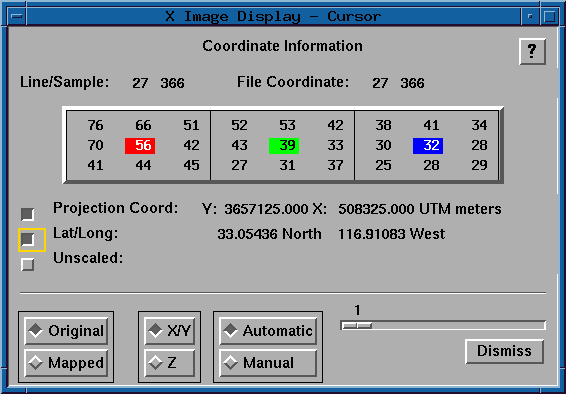 X Image Display - Cursor
Coordinate Information
?
Line/Sample: 27 366 File Coordinate: 27 366
76 66 51 52 53 42 38 41 34
70 56 42 43 39 33 30 32 28
41 44 45 27 31 37 25 28 29
Projection Coord: Y: 3657125.000 X: 508325.000 UTM meters
Lat/Long: 33.05436 North 116.91083 West
Unscaled:
1
Original X/Y Automatic
Mapped Z Manual
Dismiss